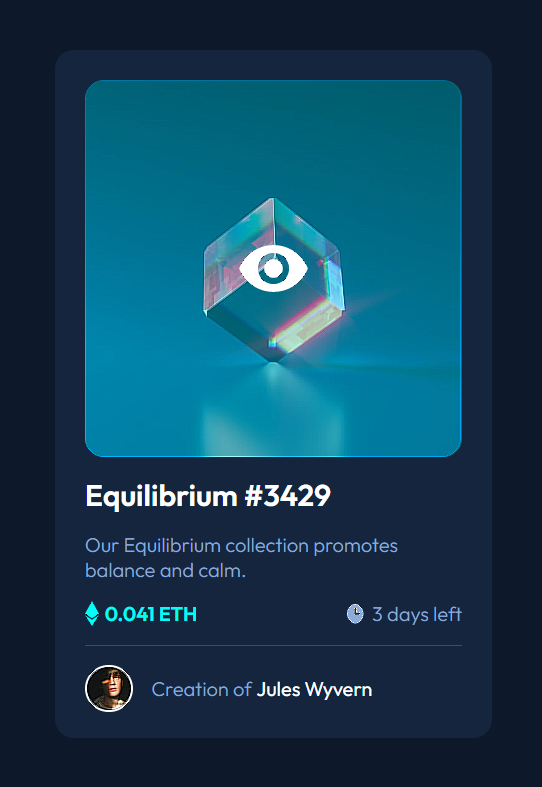 Equilibrium #3429
Our Equilibrium collection promotes
balance and calm.
0.041 ETH
3 days left
Creation of Jules Wyvern